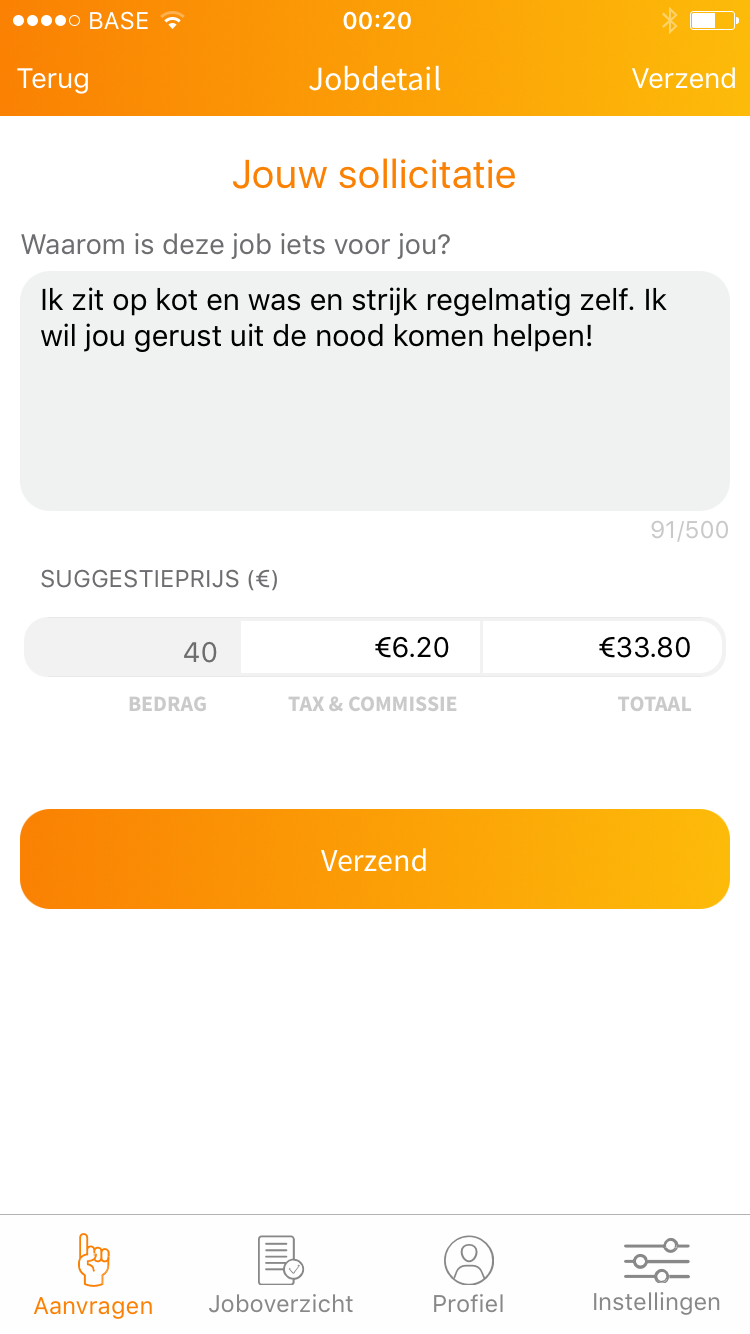 BASE 00:20
Terug Jobdetail Verzend
Jouw sollicitatie
Waarom is deze job iets voor jou?
Ik zit op kot en was en strijk regelmatig zelf. Ik
wil jou gerust uit de nood komen helpen!
91/500
SUGGESTIEPRIJS (€)
40 €6.20 €33.80
BEDRAG TAX & COMMISSIE TOTAAL
Verzend
Aanvragen Joboverzicht Profiel Instellingen